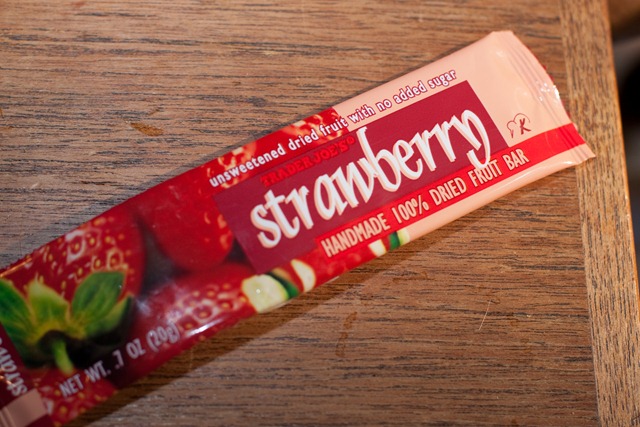 unsweetened dried fruit with no added sugar
TRADER JOE'S
strawberry
HANDMADE 100% DRIED FRUIT BAR
K
NET WT. .7 OZ (20g)
straw